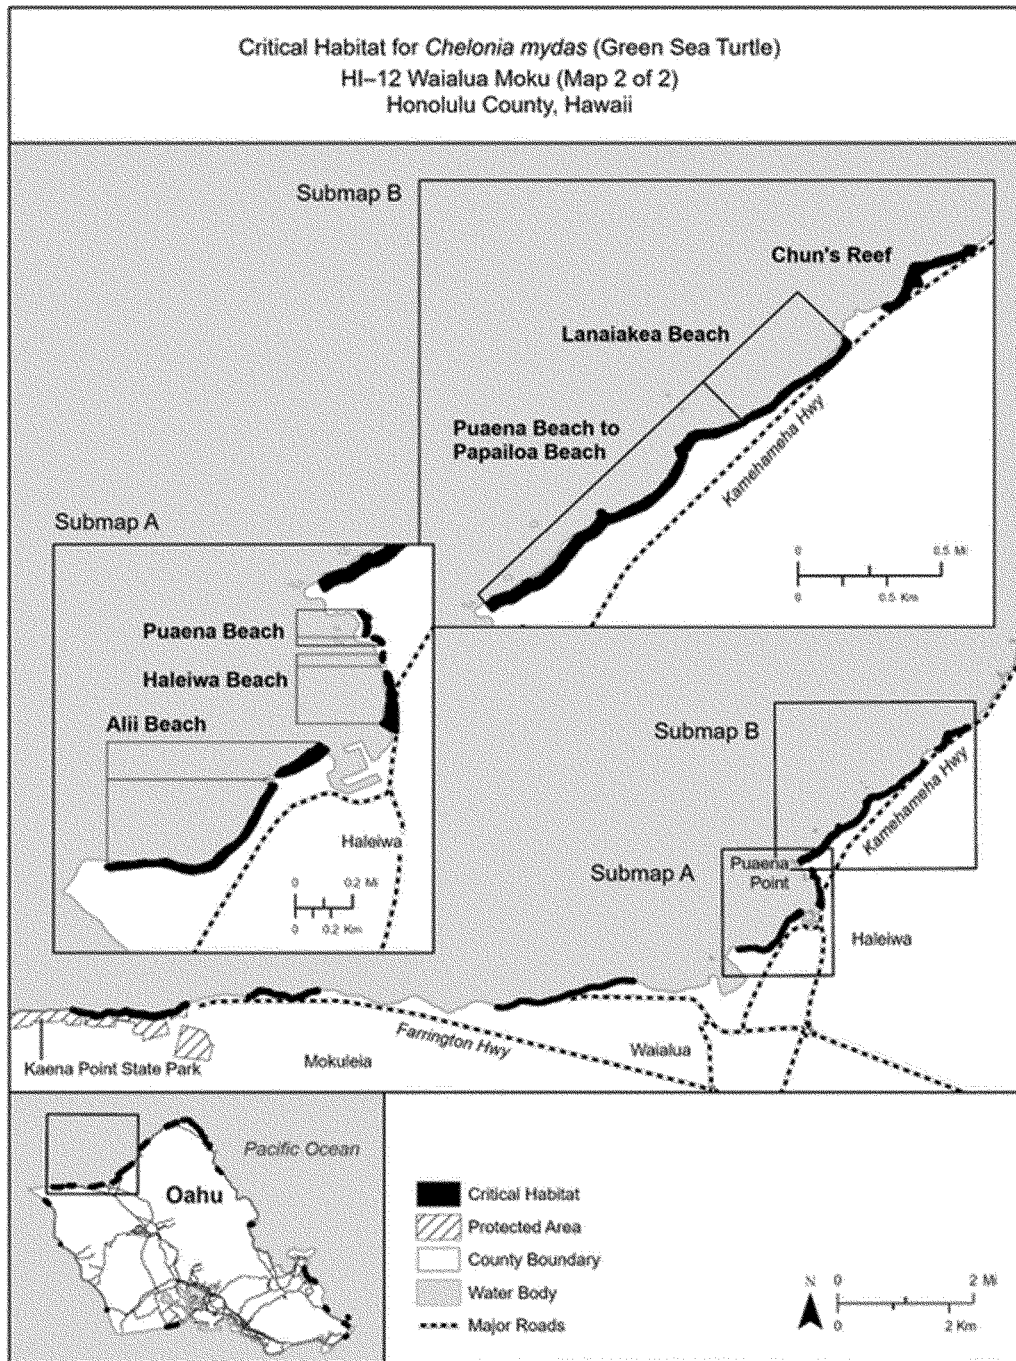 Critical Habitat for Chelonia mydas (Green Sea Turtle)
HI–12 Waialua Moku (Map 2 of 2)
Honolulu County, Hawaii
Submap B
Chun's Reef
Lanaiakea Beach
Puaena Beach to
Papailoa Beach
Kamehameha Hwy
0 0.5 Mi
0 0.5 Km
Submap A
Puaena Beach
Haleiwa Beach
Alii Beach
Haleiwa
0 0.2 Mi
0 0.2 Km
Submap B
Kamehameha Hwy
Submap A
Puaena
Point
Haleiwa
Farrington Hwy
Waialua
Mokuleia
Kaena Point State Park
Pacific Ocean
Oahu
Critical Habitat
Protected Area
County Boundary
Water Body
Major Roads
N
0 2 Mi
0 2 Km